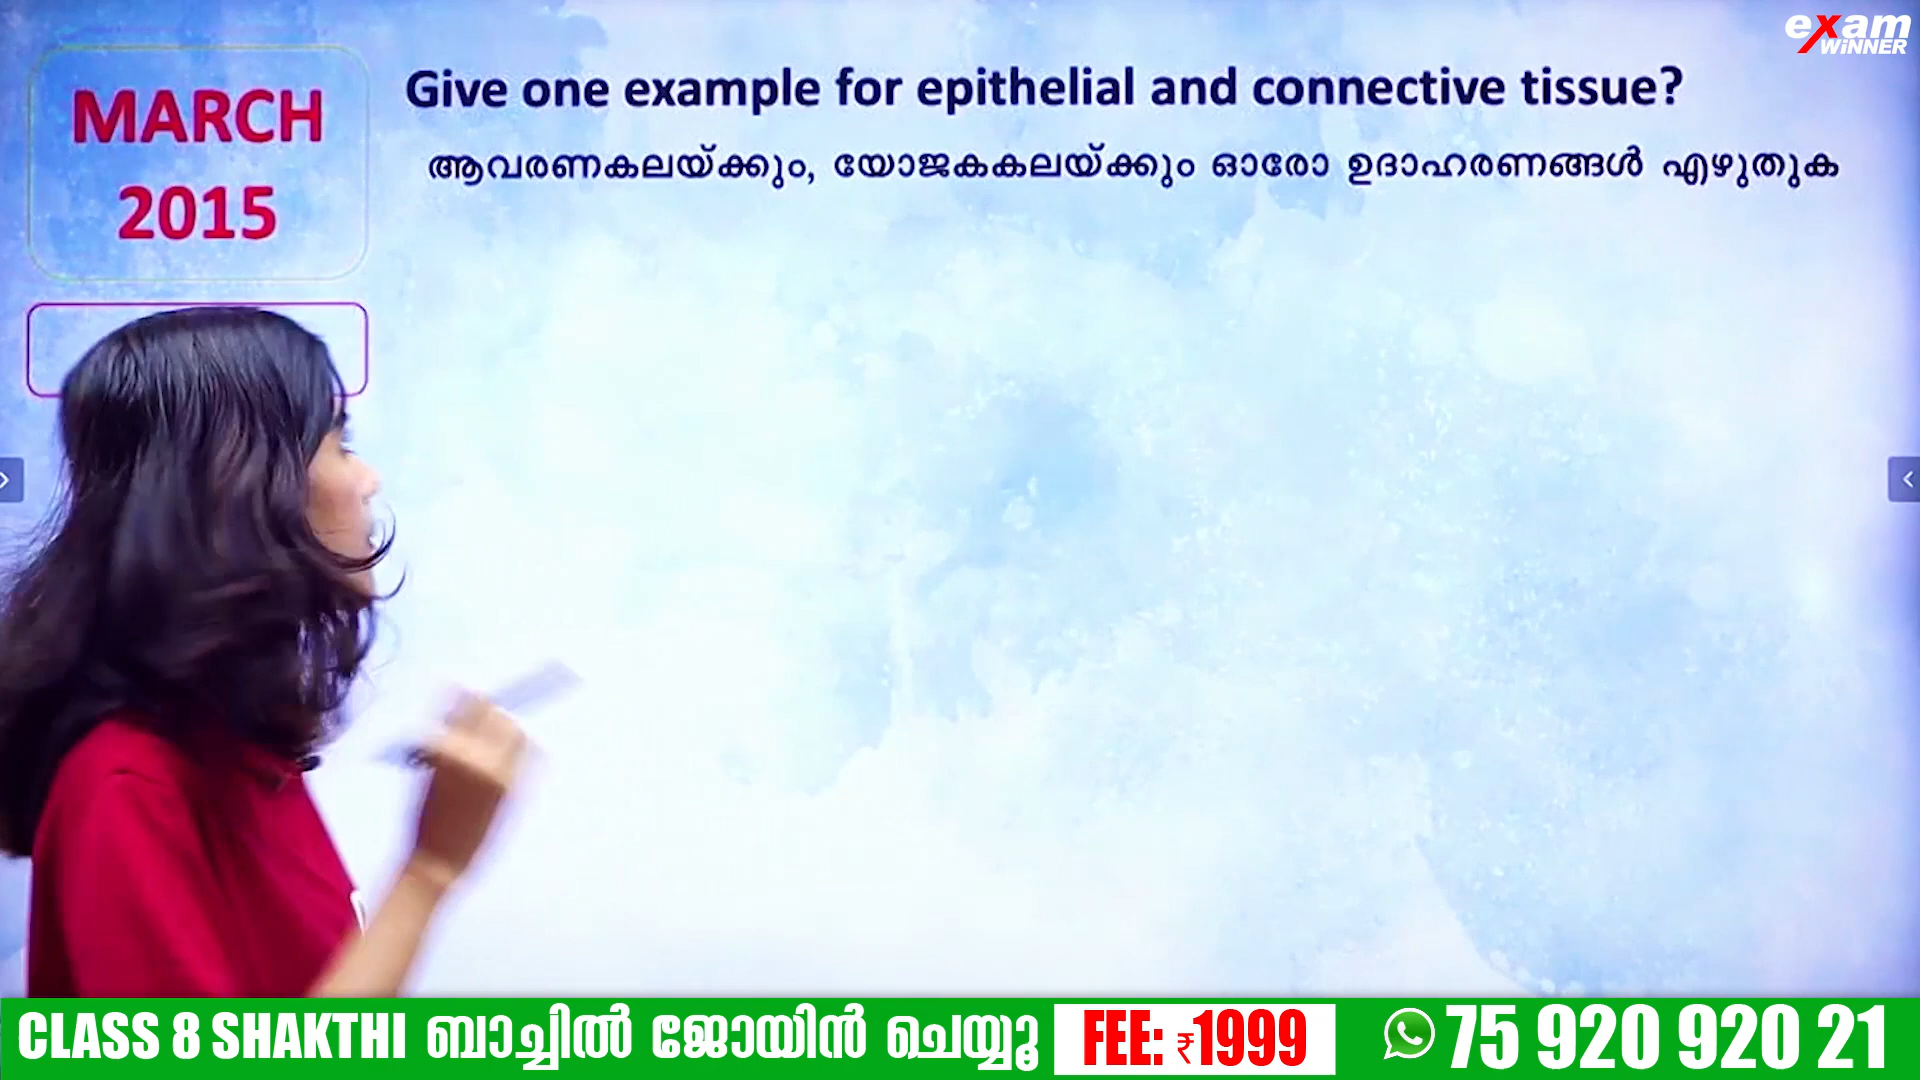 exam
WINNER
MARCH
2015
Give one example for epithelial and connective tissue?
ആവരണകലയ്ക്കും, യോജകകലയ്ക്കും ഓരോ ഉദാഹരണങ്ങൾ എഴുതുക
CLASS 8 SHAKTHI ബാച്ചിൽ ജോയിൻ ചെയ്യൂ FEE: ₹1999 75 920 920 21